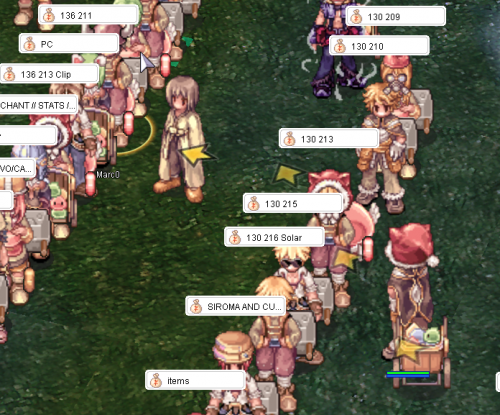 136 211
130 209
PC
130 210
136 213 Clip
CHANT // STATS /...
130 213
VO/CA...
Marc0
130 215
130 216 Solar
SIROMA AND CU...
items